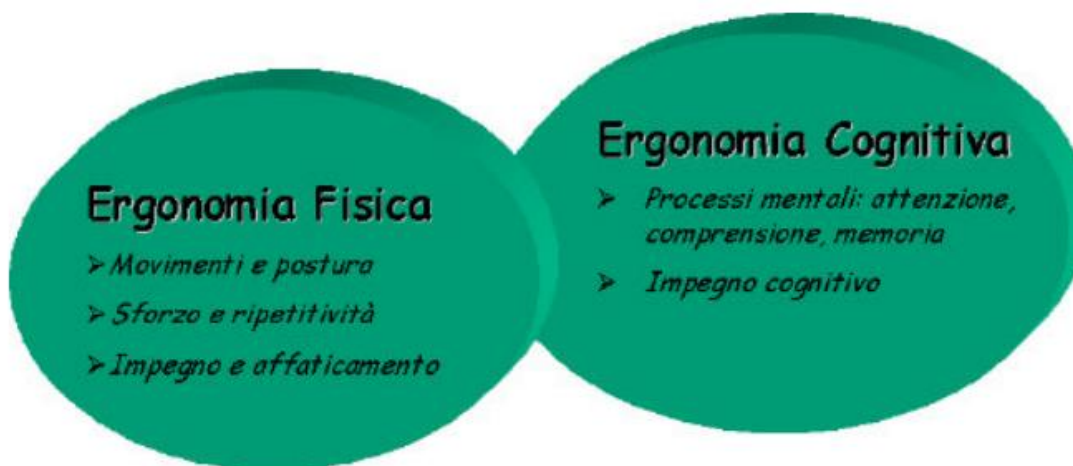 Ergonomia Fisica
➢ Movimenti e postura
➢ Sforzo e ripetitività
➢ Impegno e affaticamento
Ergonomia Cognitiva
➢ Processi mentali: attenzione,
comprensione, memoria
➢ Impegno cognitivo